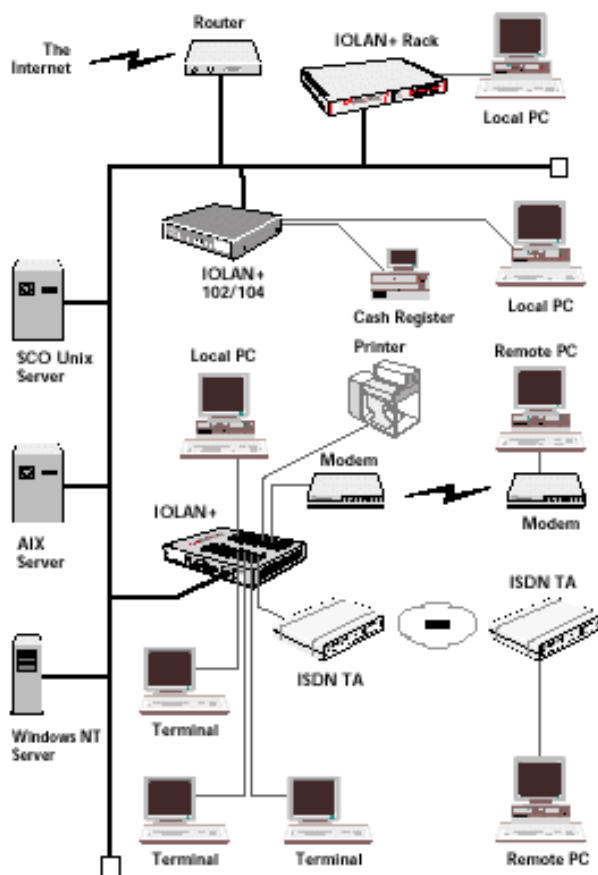 Router
The
Internet
IOLAN+ Rack
Local PC
IOLAN+
102/104
Cash Register
Local PC
SCO Unix
Server
Local PC
Printer
Remote PC
Modem
Modem
IOLAN+
AIX
Server
ISDN TA
ISDN TA
Windows NT
Server
Terminal
Terminal
Terminal
Remote PC